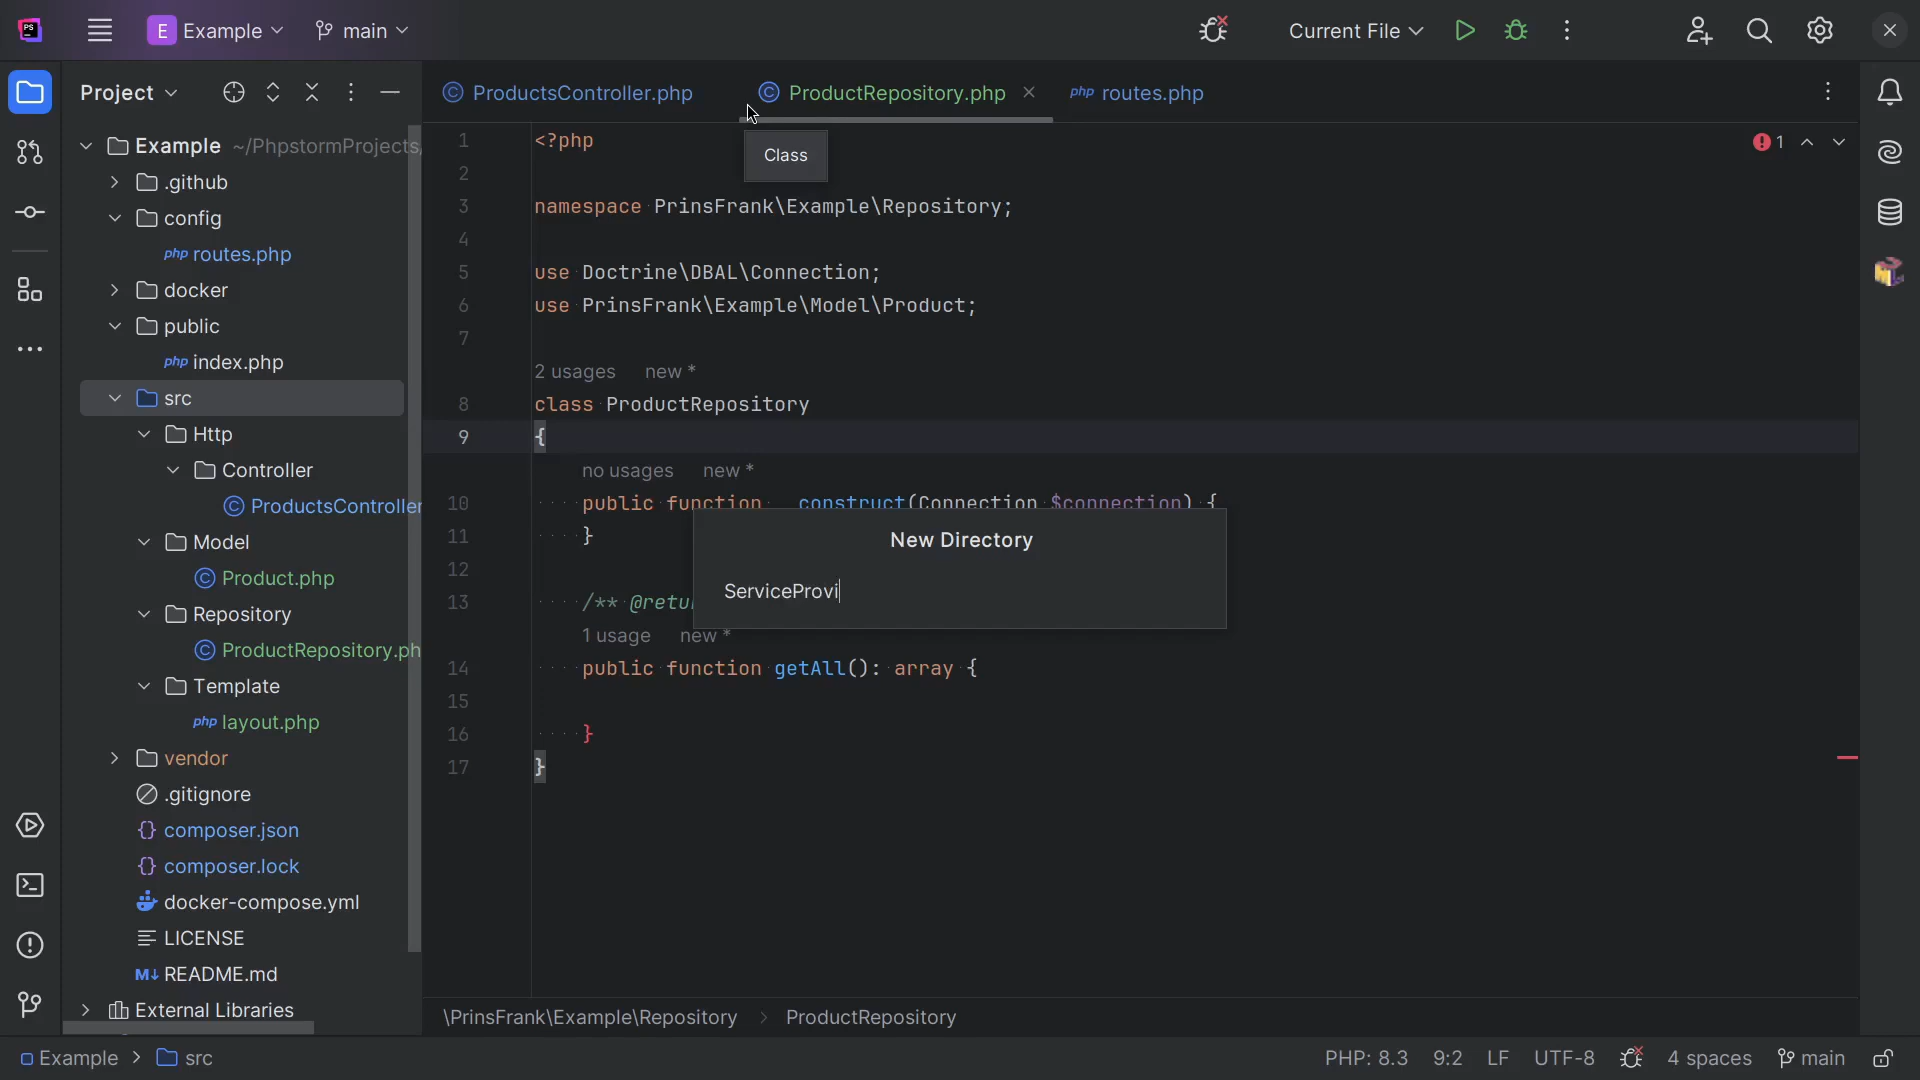 PS
E Example
main
Current File
Project
ProductsController.php
ProductRepository.php
php routes.php
Class
Example ~/PhpstormProjects/
.github
config
php routes.php
docker
public
php index.php
src
Http
Controller
ProductsController
Model
Product.php
Repository
ProductRepository.ph
Template
php layout.php
vendor
.gitignore
{} composer.json
{} composer.lock
docker-compose.yml
LICENSE
M↓ README.md
External Libraries
1 <?php
1
2
3 namespace PrinsFrank\Example\Repository;
4
5 use Doctrine\DBAL\Connection;
6 use PrinsFrank\Example\Model\Product;
7
2 usages new *
8 class ProductRepository
9 {
no usages new *
10 public function __construct(Connection $connection) {
11 }
12
13 /** @retu
New Directory
ServiceProvi
1 usage new *
14 public function getAll(): array {
15
16 }
17 }
\PrinsFrank\Example\Repository > ProductRepository
Example > src
PHP: 8.3 9:2 LF UTF-8 4 spaces main